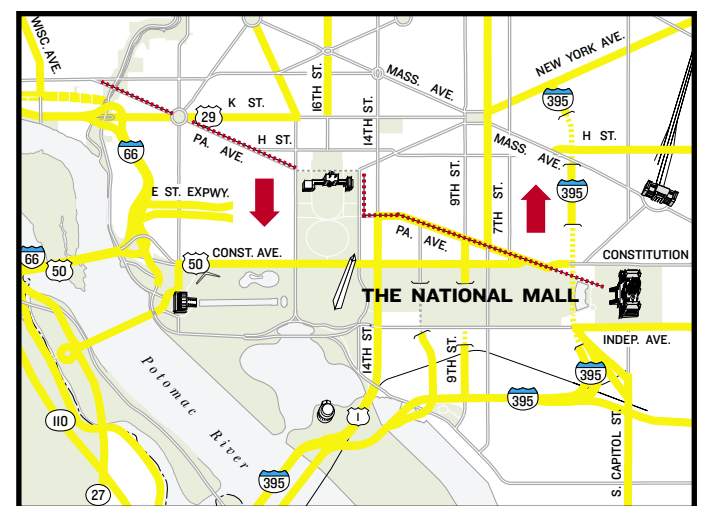 WISC. AVE.
16TH ST.
14TH ST.
MASS. AVE.
NEW YORK AVE.
395
K ST.
29
H ST.
PA. AVE.
MASS. AVE.
H ST.
66
9TH ST.
7TH ST.
395
E ST. EXPWY.
PA. AVE.
66
50
50
CONST. AVE.
CONSTITUTION
THE NATIONAL MALL
14TH ST.
9TH ST.
INDEP. AVE.
Potomac River
395
395
1
110
S. CAPITOL ST.
395
27